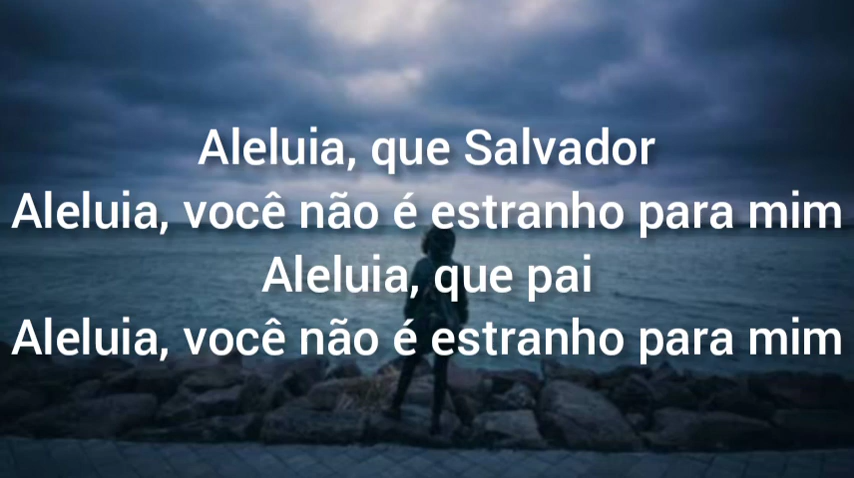 Aleluia, que Salvador
Aleluia, você não é estranho para mim
Aleluia, que pai
Aleluia, você não é estranho para mim